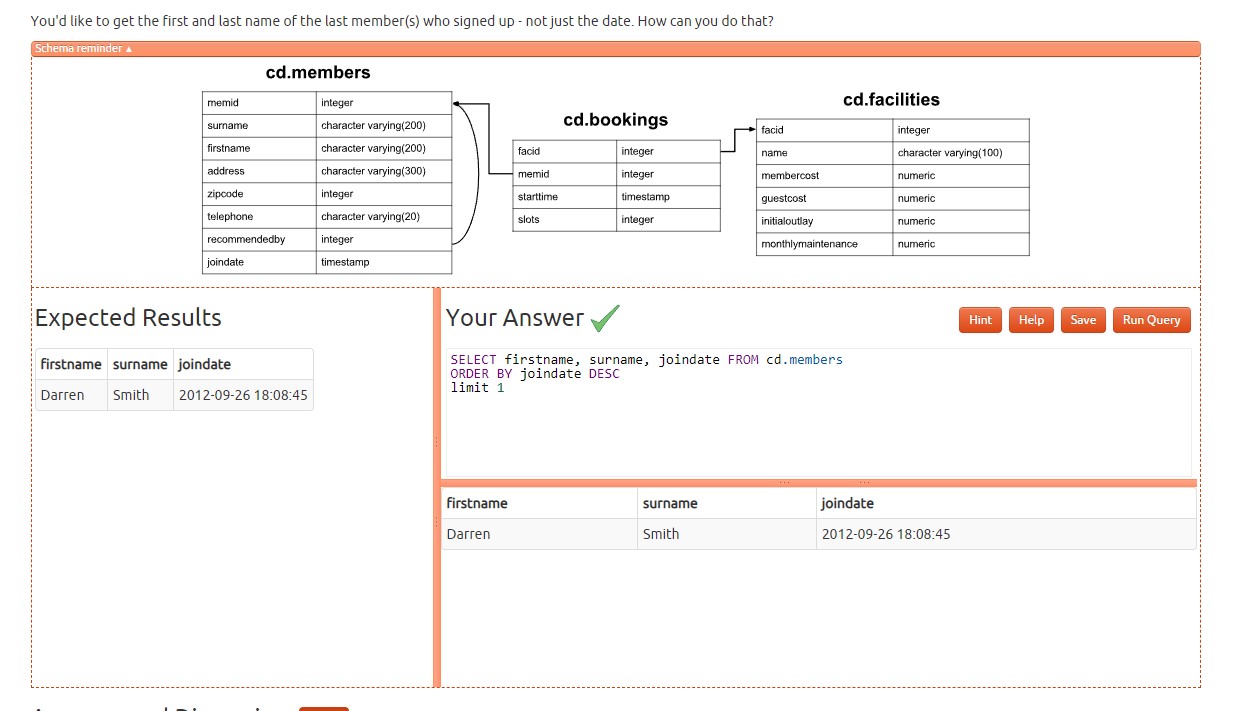 You'd like to get the first and last name of the last member(s) who signed up - not just the date. How can you do that?
Schema reminder ▲
cd.members
memid integer
surname character varying(200)
firstname character varying(200)
address character varying(300)
zipcode integer
telephone character varying(20)
recommendedby integer
joindate timestamp
cd.bookings
facid integer
memid integer
starttime timestamp
slots integer
cd.facilities
facid integer
name character varying(100)
membercost numeric
guestcost numeric
initialoutlay numeric
monthlymaintenance numeric
Expected Results
firstname surname joindate
Darren Smith 2012-09-26 18:08:45
Your Answer
Hint Help Save Run Query
SELECT firstname, surname, joindate FROM cd.members
ORDER BY joindate DESC
limit 1
firstname surname joindate
Darren Smith 2012-09-26 18:08:45